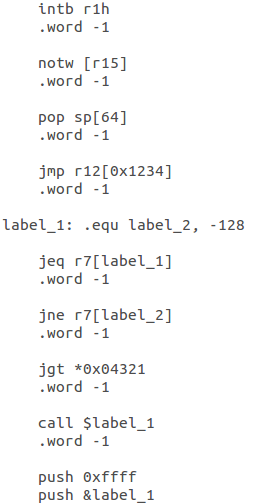 intb r1h
.word -1
notw [r15]
.word -1
pop sp[64]
.word -1
jmp r12[0x1234]
.word -1
label_1: .equ label_2, -128
jeq r7[label_1]
.word -1
jne r7[label_2]
.word -1
jgt *0x04321
.word -1
call $label_1
.word -1
push 0xffff
push &label_1